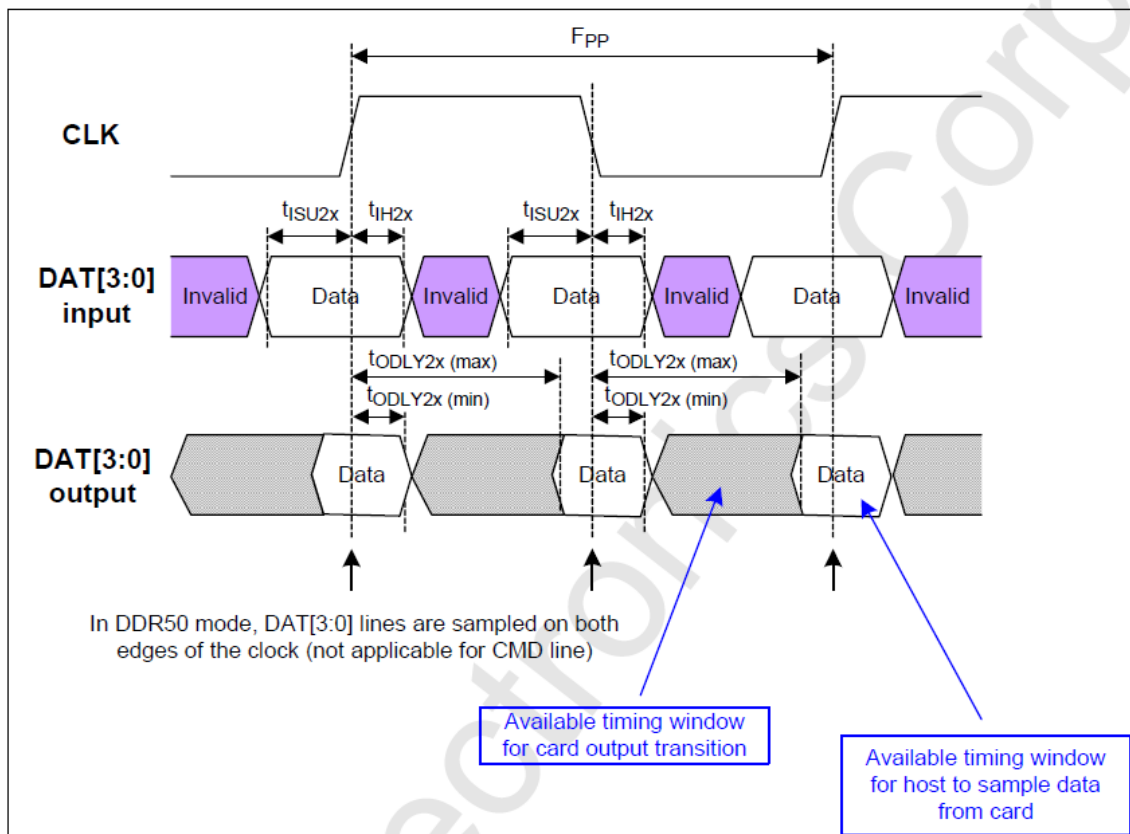 FPP
CLK
tISU2x tIH2x tISU2x tIH2x
DAT[3:0]
input
Invalid Data Invalid Data Invalid Data Invalid
tODLY2x (max) tODLY2x (max)
tODLY2x (min) tODLY2x (min)
DAT[3:0]
output
Data Data Data
In DDR50 mode, DAT[3:0] lines are sampled on both
edges of the clock (not applicable for CMD line)
Available timing window
for card output transition
Available timing window
for host to sample data
from card
ectronics Corp